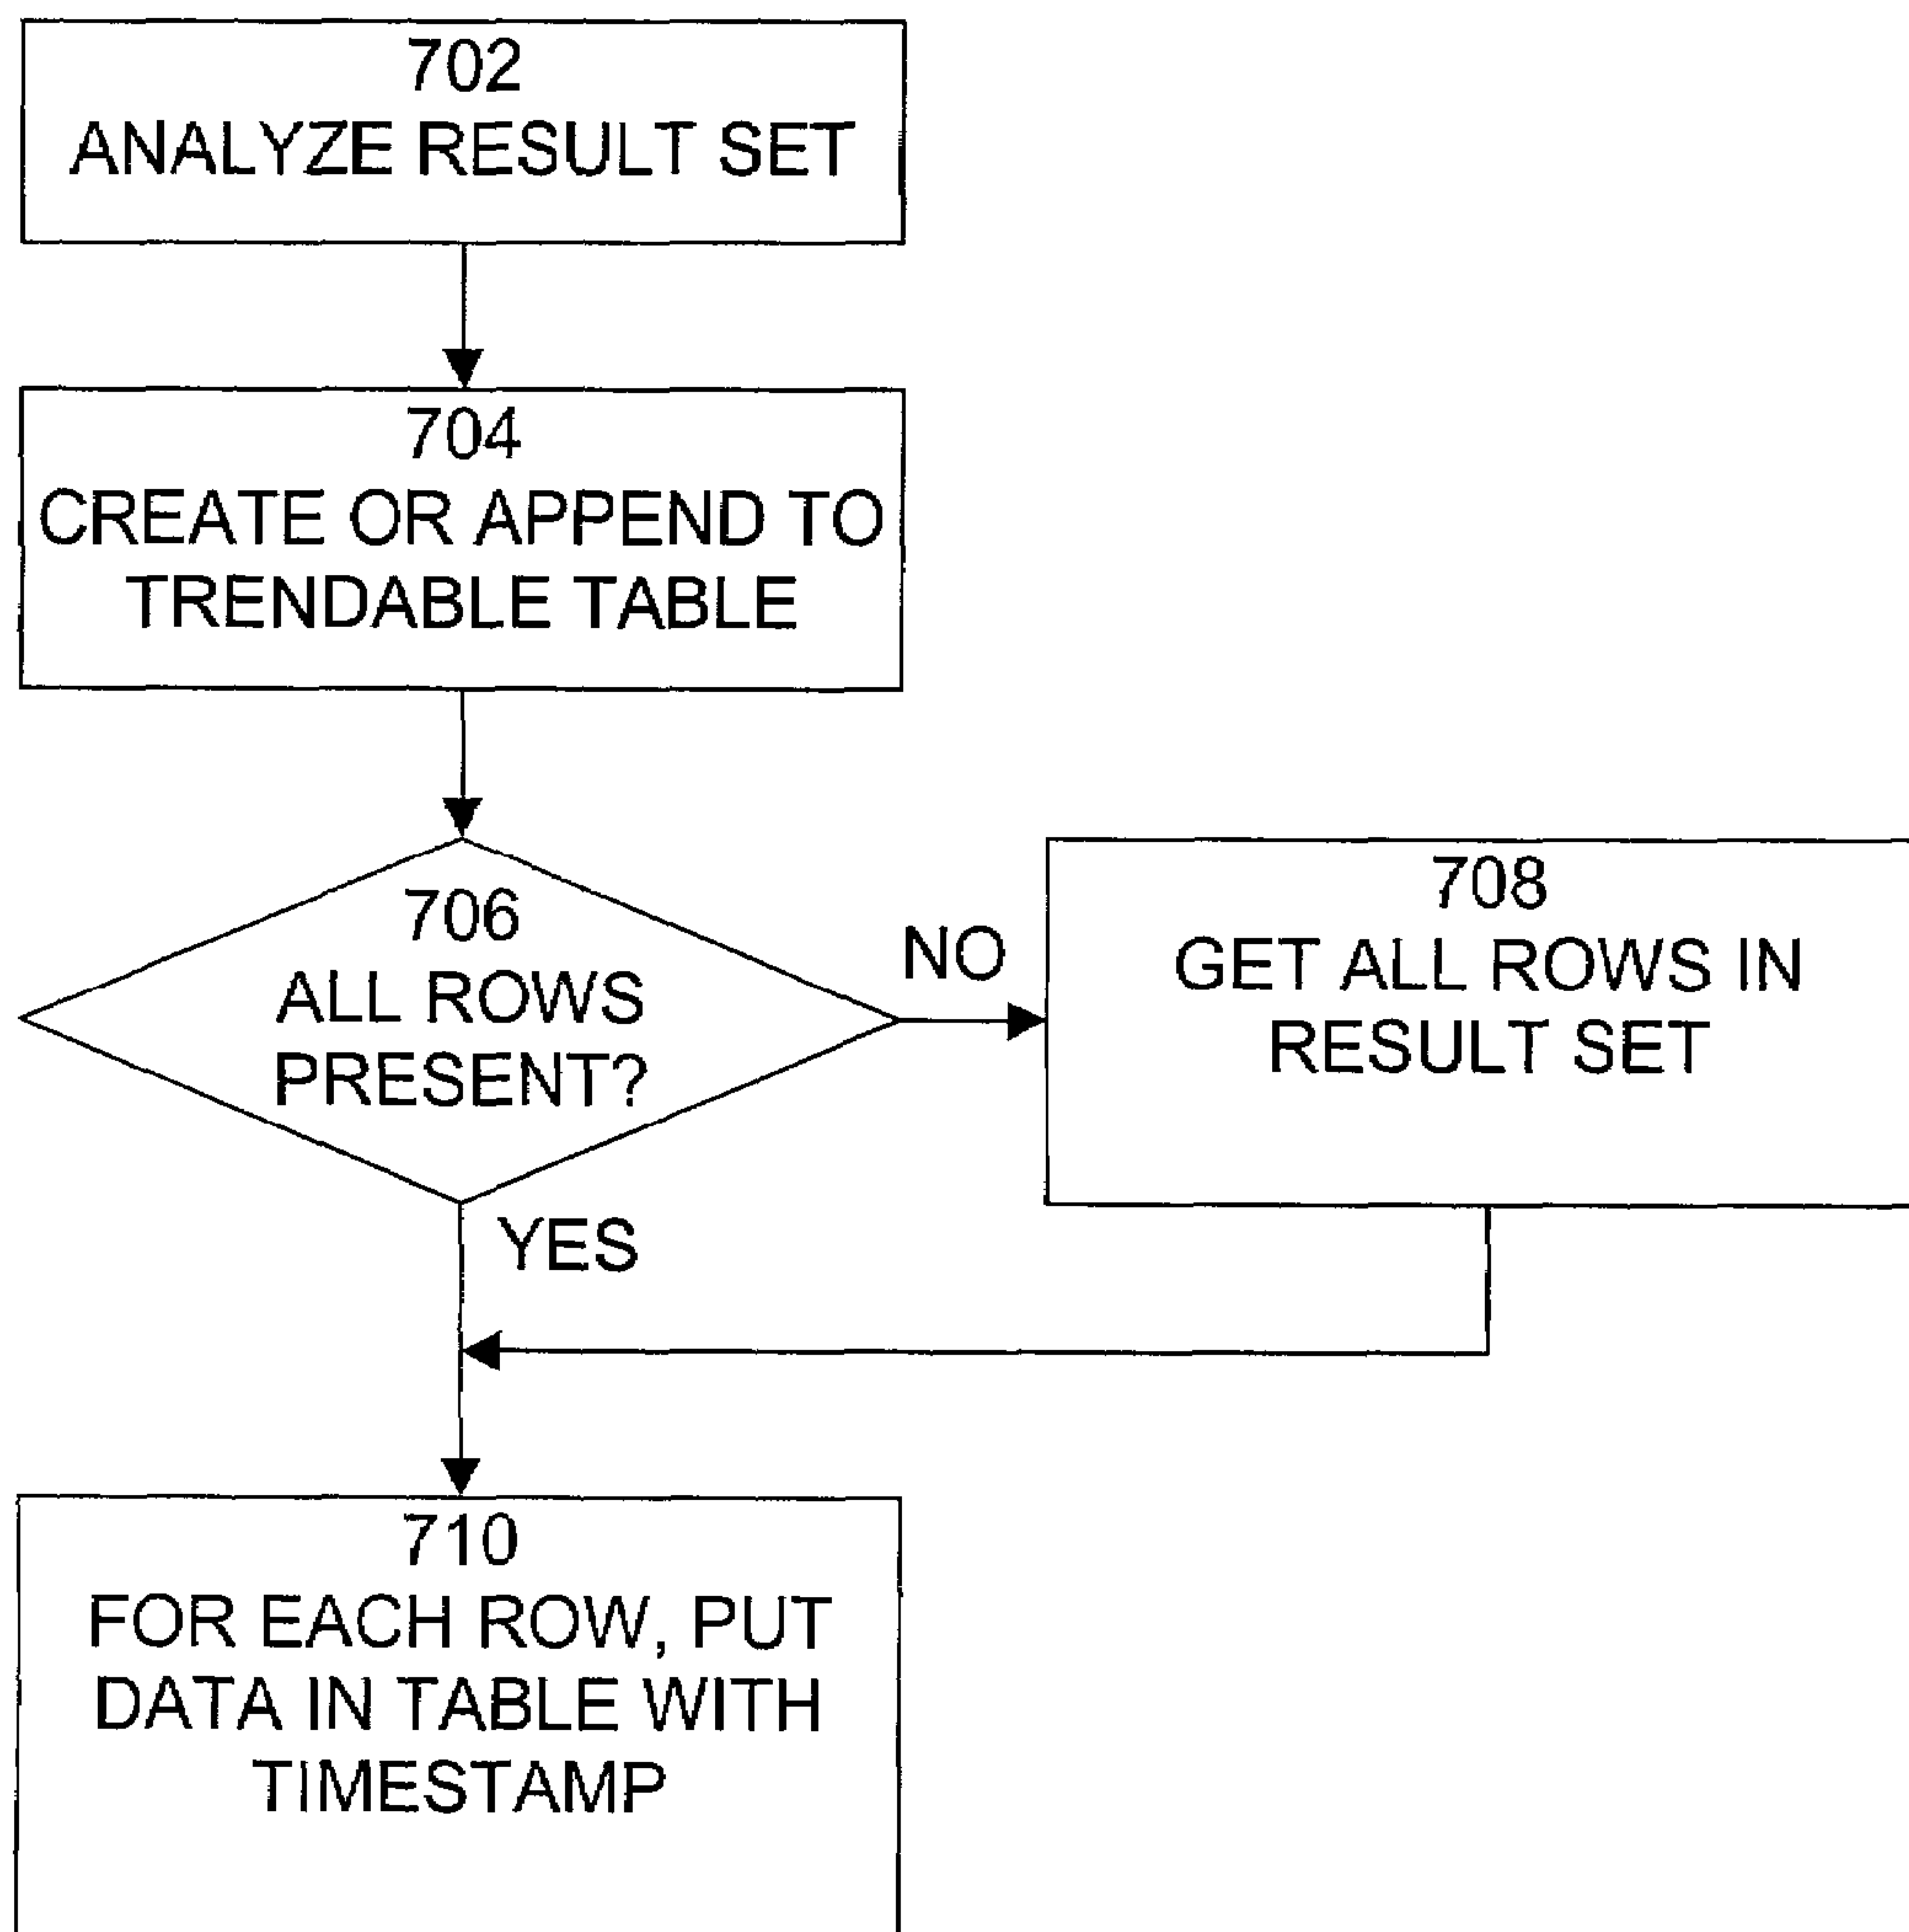 702
ANALYZE RESULT SET
704
CREATE OR APPEND TO
TRENDABLE TABLE
706
ALL ROWS
PRESENT?
NO
708
GET ALL ROWS IN
RESULT SET
YES
710
FOR EACH ROW, PUT
DATA IN TABLE WITH
TIMESTAMP